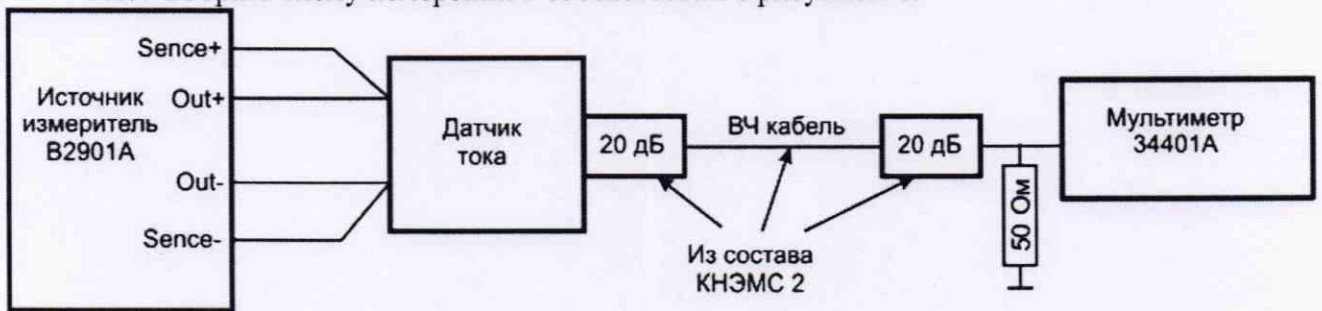 Sence+
Источник
измеритель
B2901A
Out+
Out-
Sence-
Датчик
тока
20 дБ
ВЧ кабель
20 дБ
Из состава
КНЭМС 2
50 Ом
Мультиметр
34401А